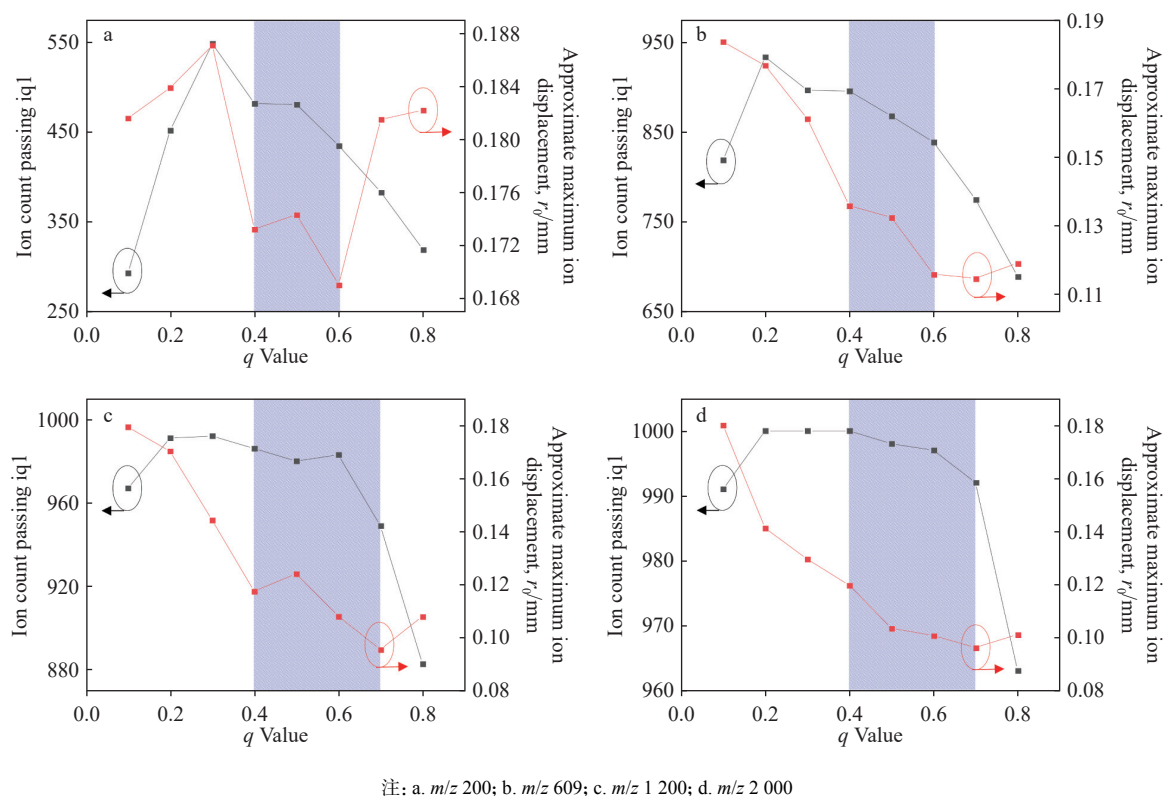 a
550
450
350
250
0.0 0.2 0.4 0.6 0.8
q Value
Ion count passing iq1
0.188
0.184
0.180
0.176
0.172
0.168
Approximate maximum ion
displacement, r0/mm
b
950
850
750
650
0.0 0.2 0.4 0.6 0.8
q Value
Ion count passing iq1
0.19
0.17
0.15
0.13
0.11
Approximate maximum ion
displacement, r0/mm
c
1000
960
920
880
0.0 0.2 0.4 0.6 0.8
q Value
Ion count passing iq1
0.18
0.16
0.14
0.12
0.10
0.08
Approximate maximum ion
displacement, r0/mm
d
1000
990
980
970
960
0.0 0.2 0.4 0.6 0.8
q Value
Ion count passing iq1
0.18
0.16
0.14
0.12
0.10
0.08
Approximate maximum ion
displacement, r0/mm
注: a. m/z 200; b. m/z 609; c. m/z 1 200; d. m/z 2 000